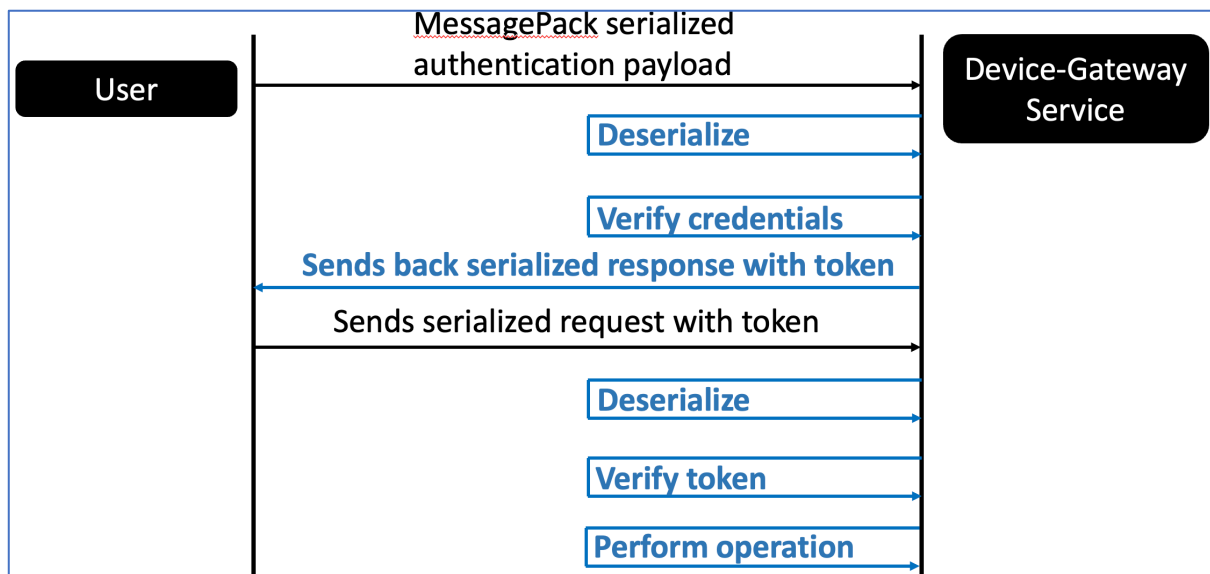 MessagePack serialized
authentication payload
User
Device-Gateway
Service
Deserialize
Verify credentials
Sends back serialized response with token
Sends serialized request with token
Deserialize
Verify token
Perform operation